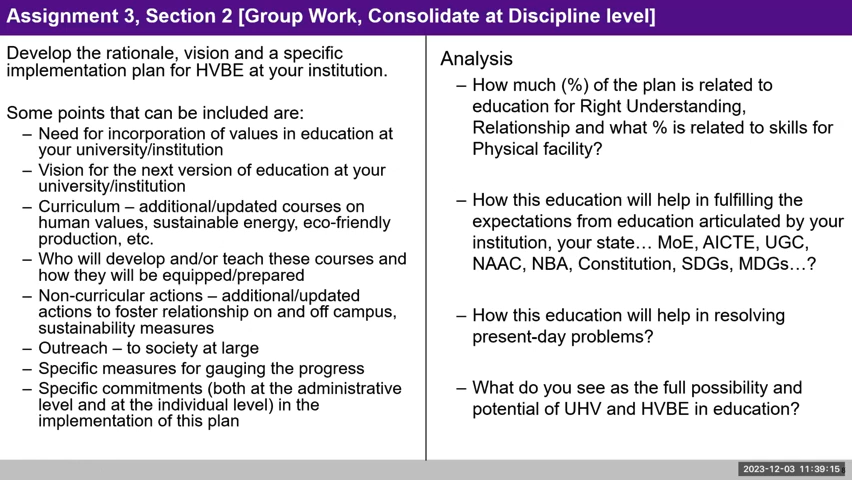 Assignment 3, Section 2 [Group Work, Consolidate at Discipline level]
Develop the rationale, vision and a specific
implementation plan for HVBE at your institution.
Some points that can be included are:
– Need for incorporation of values in education at
your university/institution
– Vision for the next version of education at your
university/institution
– Curriculum – additional/updated courses on
human values, sustainable energy, eco-friendly
production, etc.
– Who will develop and/or teach these courses and
how they will be equipped/prepared
– Non-curricular actions – additional/updated
actions to foster relationship on and off campus,
sustainability measures
– Outreach – to society at large
– Specific measures for gauging the progress
– Specific commitments (both at the administrative
level and at the individual level) in the
implementation of this plan
Analysis
– How much (%) of the plan is related to
education for Right Understanding,
Relationship and what % is related to skills for
Physical facility?
– How this education will help in fulfilling the
expectations from education articulated by your
institution, your state… MoE, AICTE, UGC,
NAAC, NBA, Constitution, SDGs, MDGs…?
– How this education will help in resolving
present-day problems?
– What do you see as the full possibility and
potential of UHV and HVBE in education?
2023-12-03 11:39:15